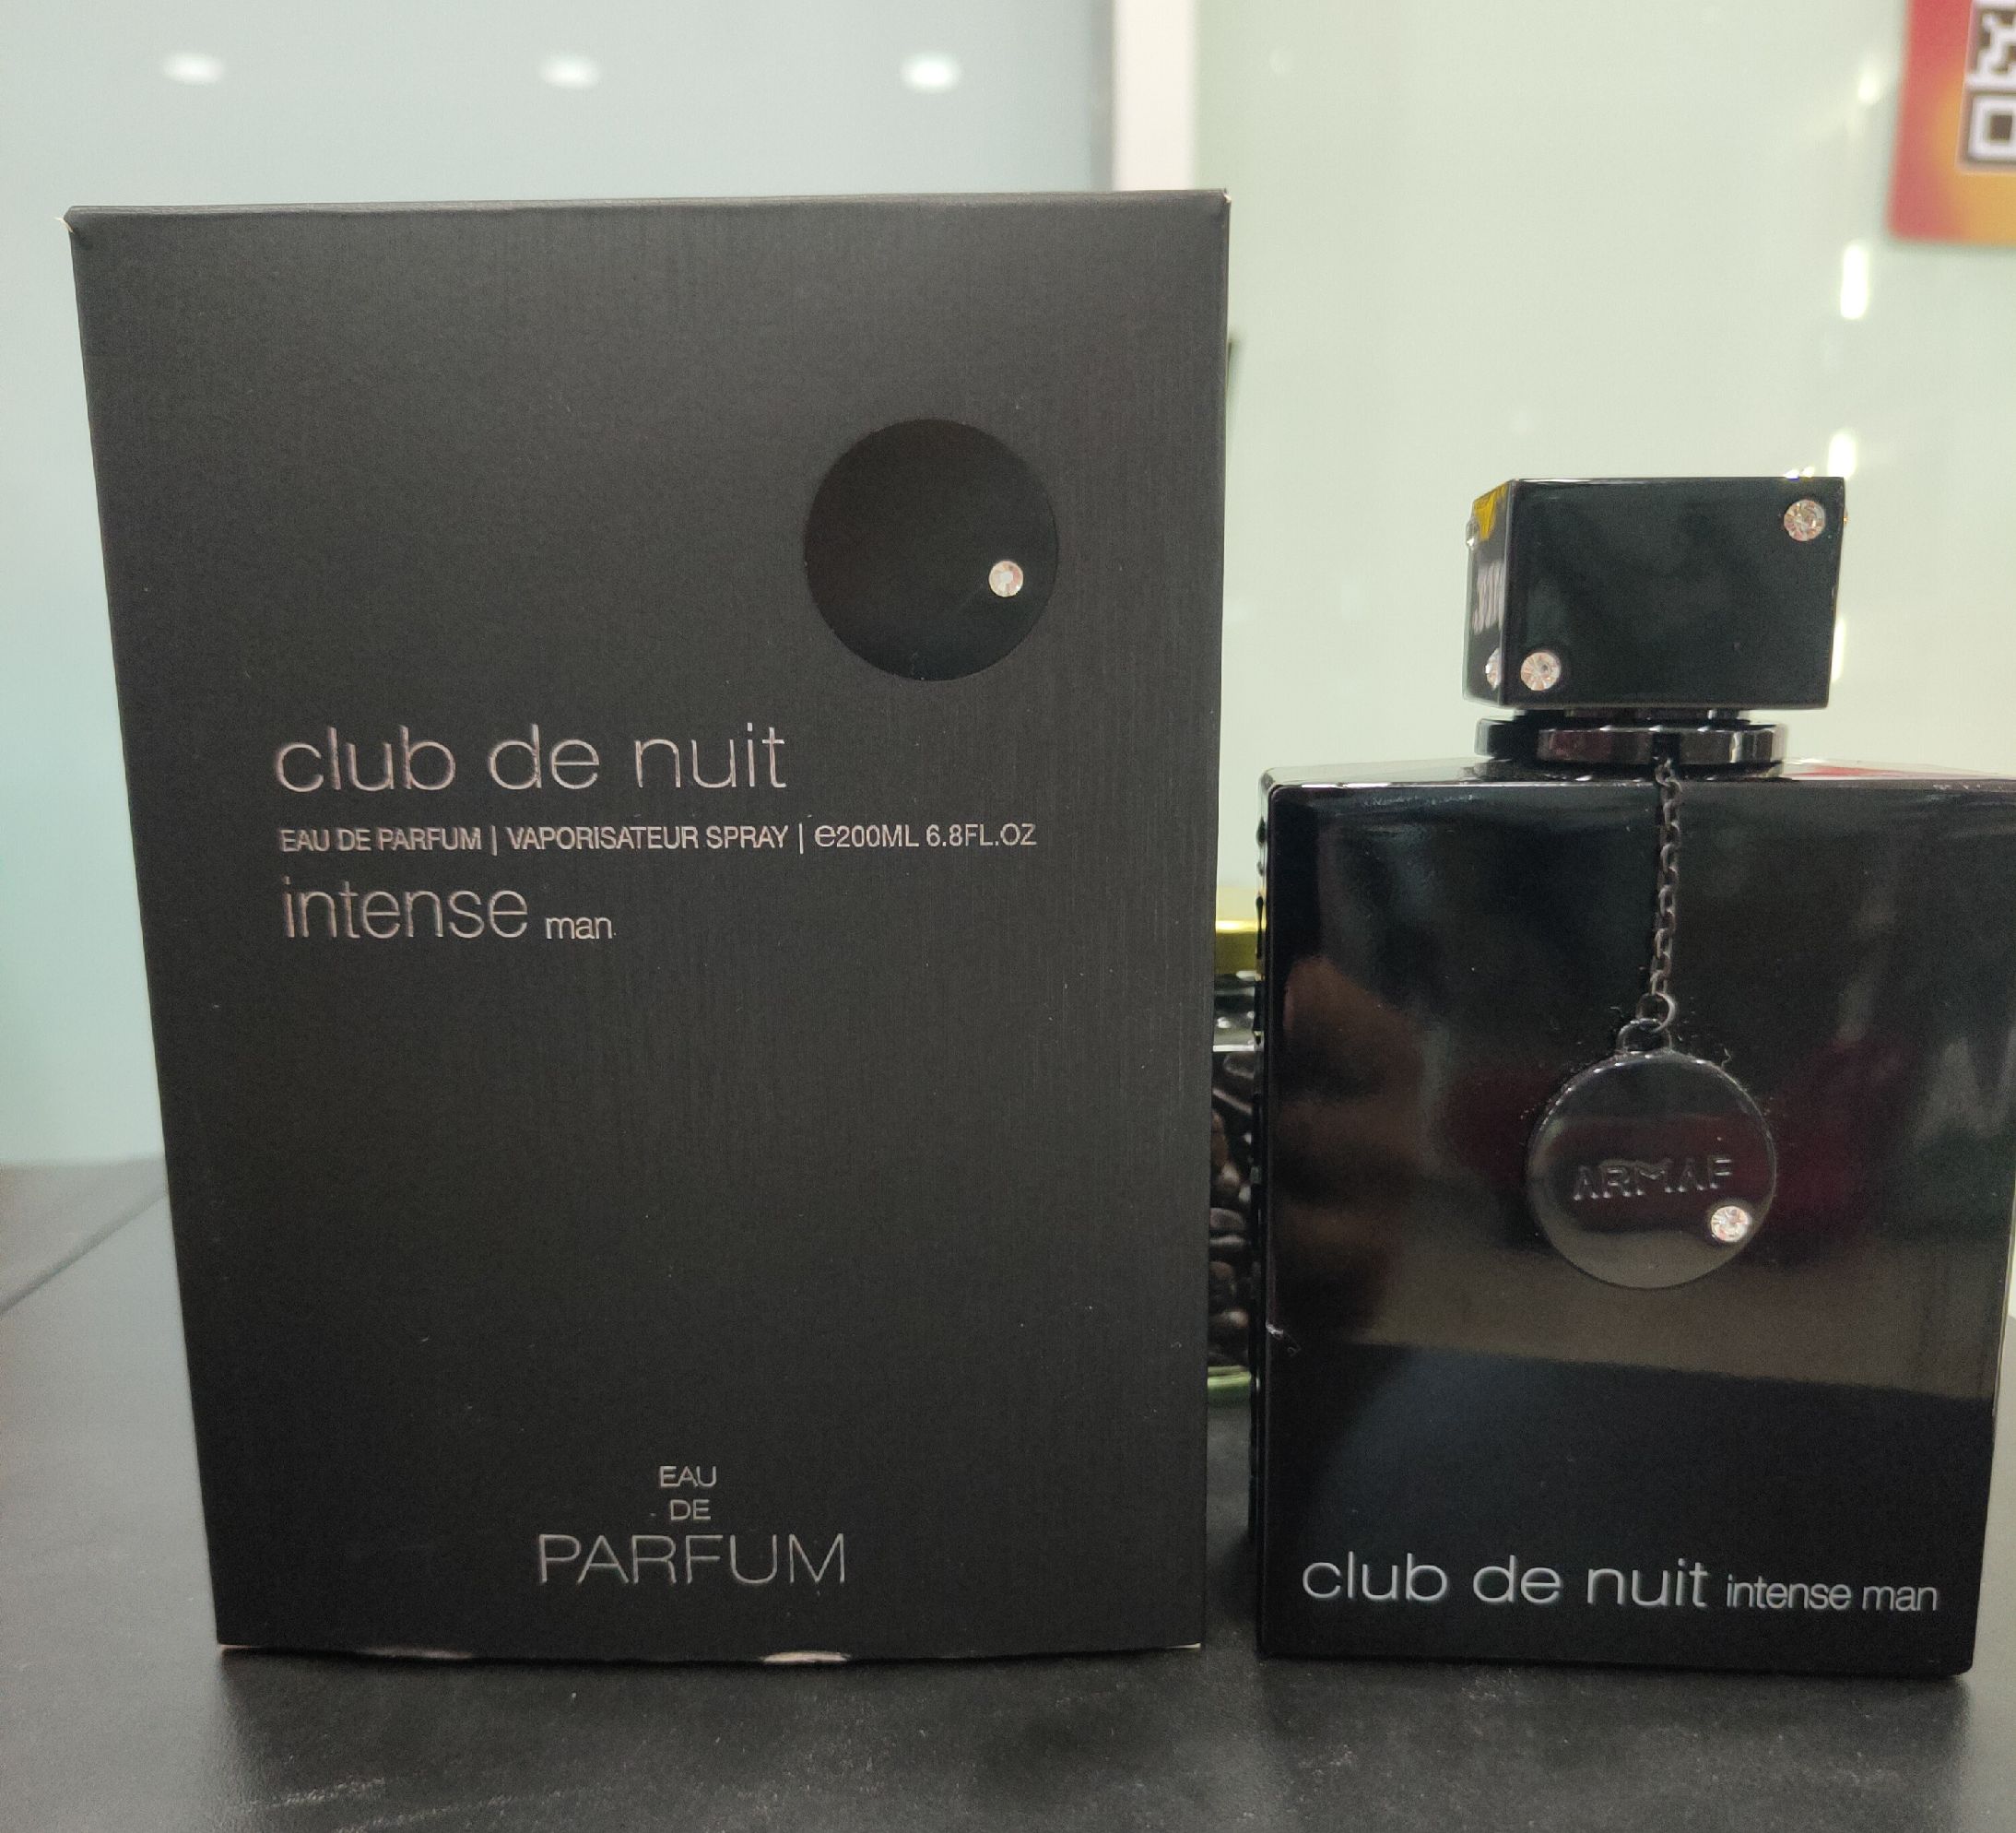 club de nuit
EAU DE PARFUM | VAPORISATEUR SPRAY | e200ML 6.8FL.OZ
intense man
EAU
DE
PARFUM
ARMAF
club de nuit intense man